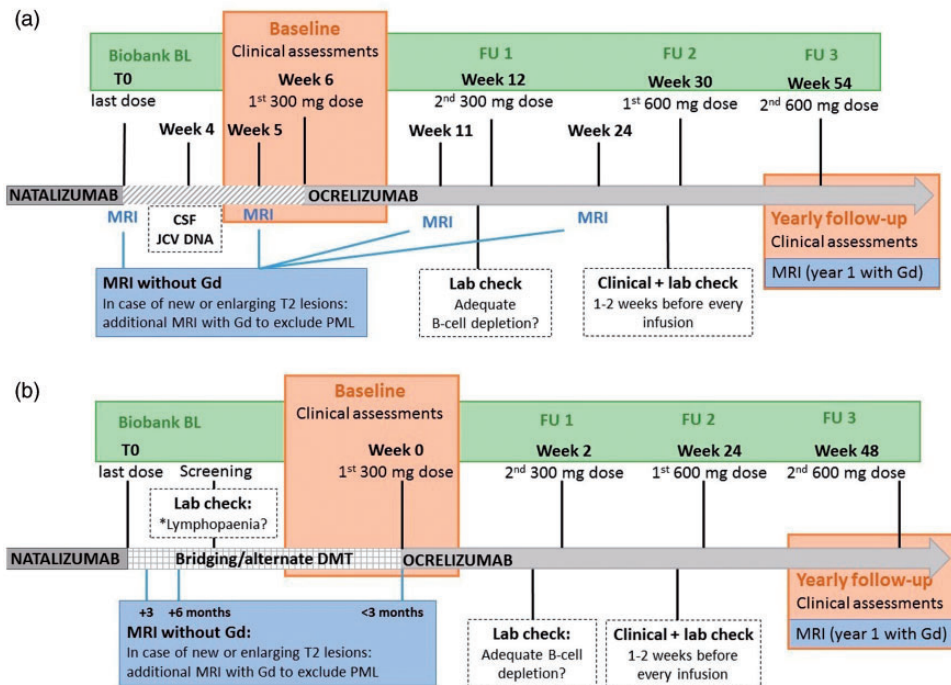 (a)
Baseline
Clinical assessments
Biobank BL
FU 1
FU 2
FU 3
T0
last dose
Week 6
1st 300 mg dose
Week 12
2nd 300 mg dose
Week 30
1st 600 mg dose
Week 54
2nd 600 mg dose
Week 4
Week 5
Week 11
Week 24
NATALIZUMAB
OCRELIZUMAB
MRI
CSF
JCV DNA
MRI
MRI
MRI
Yearly follow-up
Clinical assessments
MRI (year 1 with Gd)
MRI without Gd
In case of new or enlarging T2 lesions:
additional MRI with Gd to exclude PML
Lab check
Adequate
B-cell depletion?
Clinical + lab check
1-2 weeks before every
infusion
(b)
Baseline
Clinical assessments
Biobank BL
FU 1
FU 2
FU 3
T0
last dose
Screening
Week 0
1st 300 mg dose
Week 2
2nd 300 mg dose
Week 24
1st 600 mg dose
Week 48
2nd 600 mg dose
Lab check:
*Lymphopaenia?
NATALIZUMAB
Bridging/alternate DMT
OCRELIZUMAB
+3
+6 months
<3 months
Yearly follow-up
Clinical assessments
MRI (year 1 with Gd)
MRI without Gd:
In case of new or enlarging T2 lesions:
additional MRI with Gd to exclude PML
Lab check:
Adequate B-cell
depletion?
Clinical + lab check
1-2 weeks before
every infusion